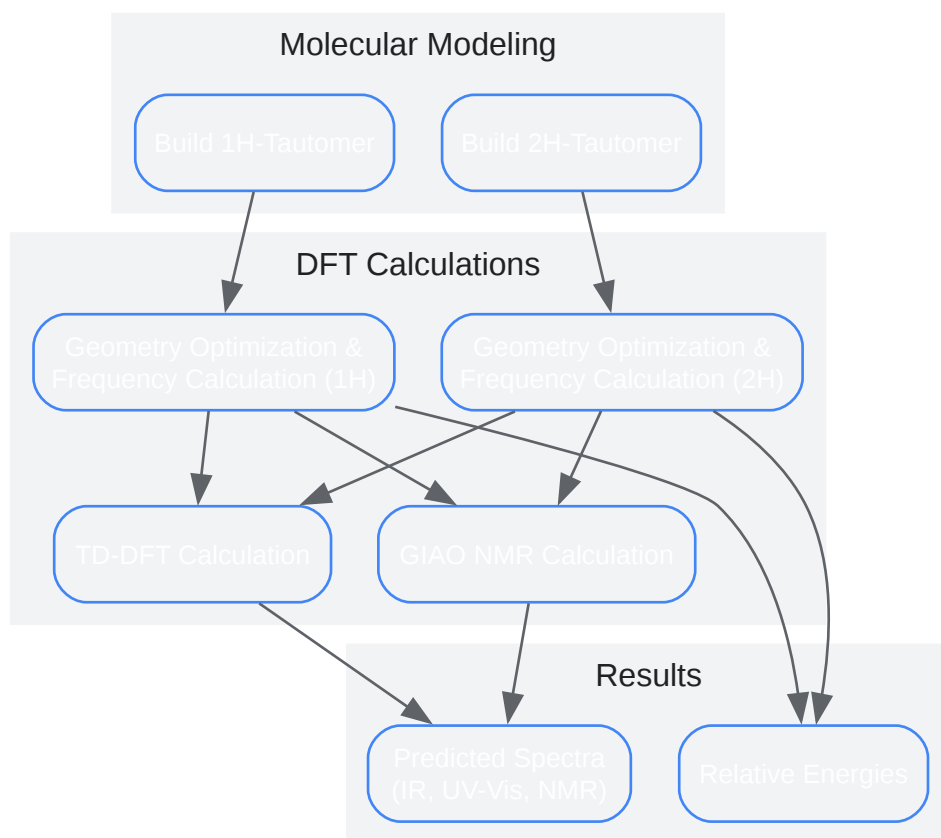 Molecular Modeling
Build 1H-Tautomer
Build 2H-Tautomer
DFT Calculations
Geometry Optimization &
Frequency Calculation (1H)
Geometry Optimization &
Frequency Calculation (2H)
TD-DFT Calculation
GIAO NMR Calculation
Results
Predicted Spectra
(IR, UV-Vis, NMR)
Relative Energies